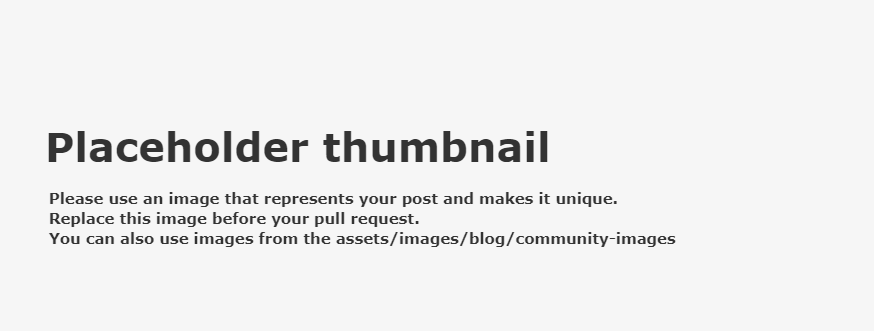 Placeholder thumbnail
Please use an image that represents your post and makes it unique.
Replace this image before your pull request.
You can also use images from the assets/images/blog/community-images